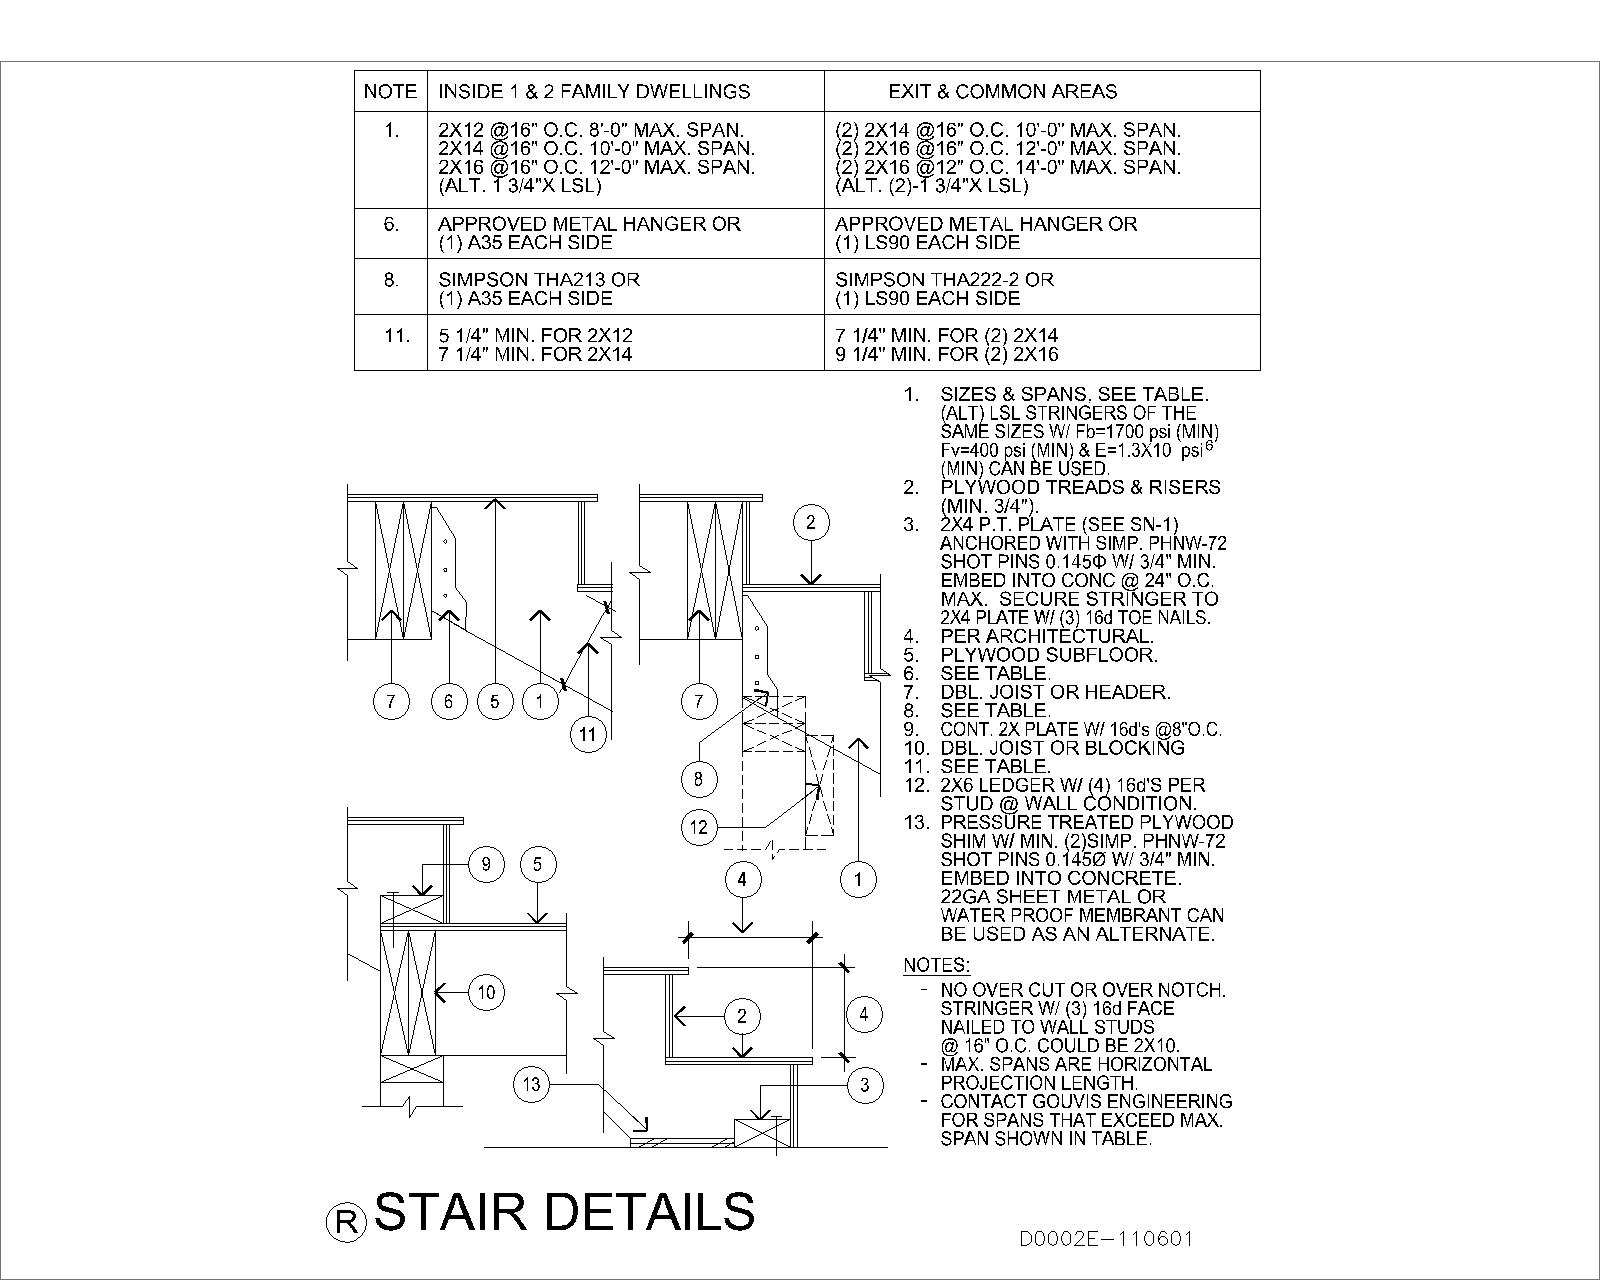 NOTE INSIDE 1 & 2 FAMILY DWELLINGS EXIT & COMMON AREAS
1. 2X12 @16" O.C. 8'-0" MAX. SPAN. (2) 2X14 @16" O.C. 10'-0" MAX. SPAN.
2X14 @16" O.C. 10'-0" MAX. SPAN. (2) 2X16 @16" O.C. 12'-0" MAX. SPAN.
2X16 @16" O.C. 12'-0" MAX. SPAN. (2) 2X16 @12" O.C. 14'-0" MAX. SPAN.
(ALT. 1 3/4"X LSL) (ALT. (2)-1 3/4"X LSL)
6. APPROVED METAL HANGER OR APPROVED METAL HANGER OR
(1) A35 EACH SIDE (1) LS90 EACH SIDE
8. SIMPSON THA213 OR SIMPSON THA222-2 OR
(1) A35 EACH SIDE (1) LS90 EACH SIDE
11. 5 1/4" MIN. FOR 2X12 7 1/4" MIN. FOR (2) 2X14
7 1/4" MIN. FOR 2X14 9 1/4" MIN. FOR (2) 2X16
1. SIZES & SPANS, SEE TABLE.
(ALT) LSL STRINGERS OF THE
SAME SIZES W/ Fb=1700 psi (MIN)
Fv=400 psi (MIN) & E=1.3X10 psi 6
(MIN) CAN BE USED.
2. PLYWOOD TREADS & RISERS
(MIN. 3/4").
3. 2X4 P.T. PLATE (SEE SN-1)
ANCHORED WITH SIMP. PHNW-72
SHOT PINS 0.145Φ W/ 3/4" MIN.
EMBED INTO CONC @ 24" O.C.
MAX. SECURE STRINGER TO
2X4 PLATE W/ (3) 16d TOE NAILS.
4. PER ARCHITECTURAL.
5. PLYWOOD SUBFLOOR.
6. SEE TABLE.
7. DBL. JOIST OR HEADER.
8. SEE TABLE.
9. CONT. 2X PLATE W/ 16d's @8"O.C.
10. DBL. JOIST OR BLOCKING
11. SEE TABLE.
12. 2X6 LEDGER W/ (4) 16d'S PER
STUD @ WALL CONDITION.
13. PRESSURE TREATED PLYWOOD
SHIM W/ MIN. (2)SIMP. PHNW-72
SHOT PINS 0.145Ø W/ 3/4" MIN.
EMBED INTO CONCRETE.
22GA SHEET METAL OR
WATER PROOF MEMBRANT CAN
BE USED AS AN ALTERNATE.
NOTES:
- NO OVER CUT OR OVER NOTCH.
STRINGER W/ (3) 16d FACE
NAILED TO WALL STUDS
@ 16" O.C. COULD BE 2X10.
- MAX. SPANS ARE HORIZONTAL
PROJECTION LENGTH.
- CONTACT GOUVIS ENGINEERING
FOR SPANS THAT EXCEED MAX.
SPAN SHOWN IN TABLE.
2
7 6 5 1 7
11
8
12
9 5 4 1
10
2 4
13 3
R STAIR DETAILS
D0002E-110601